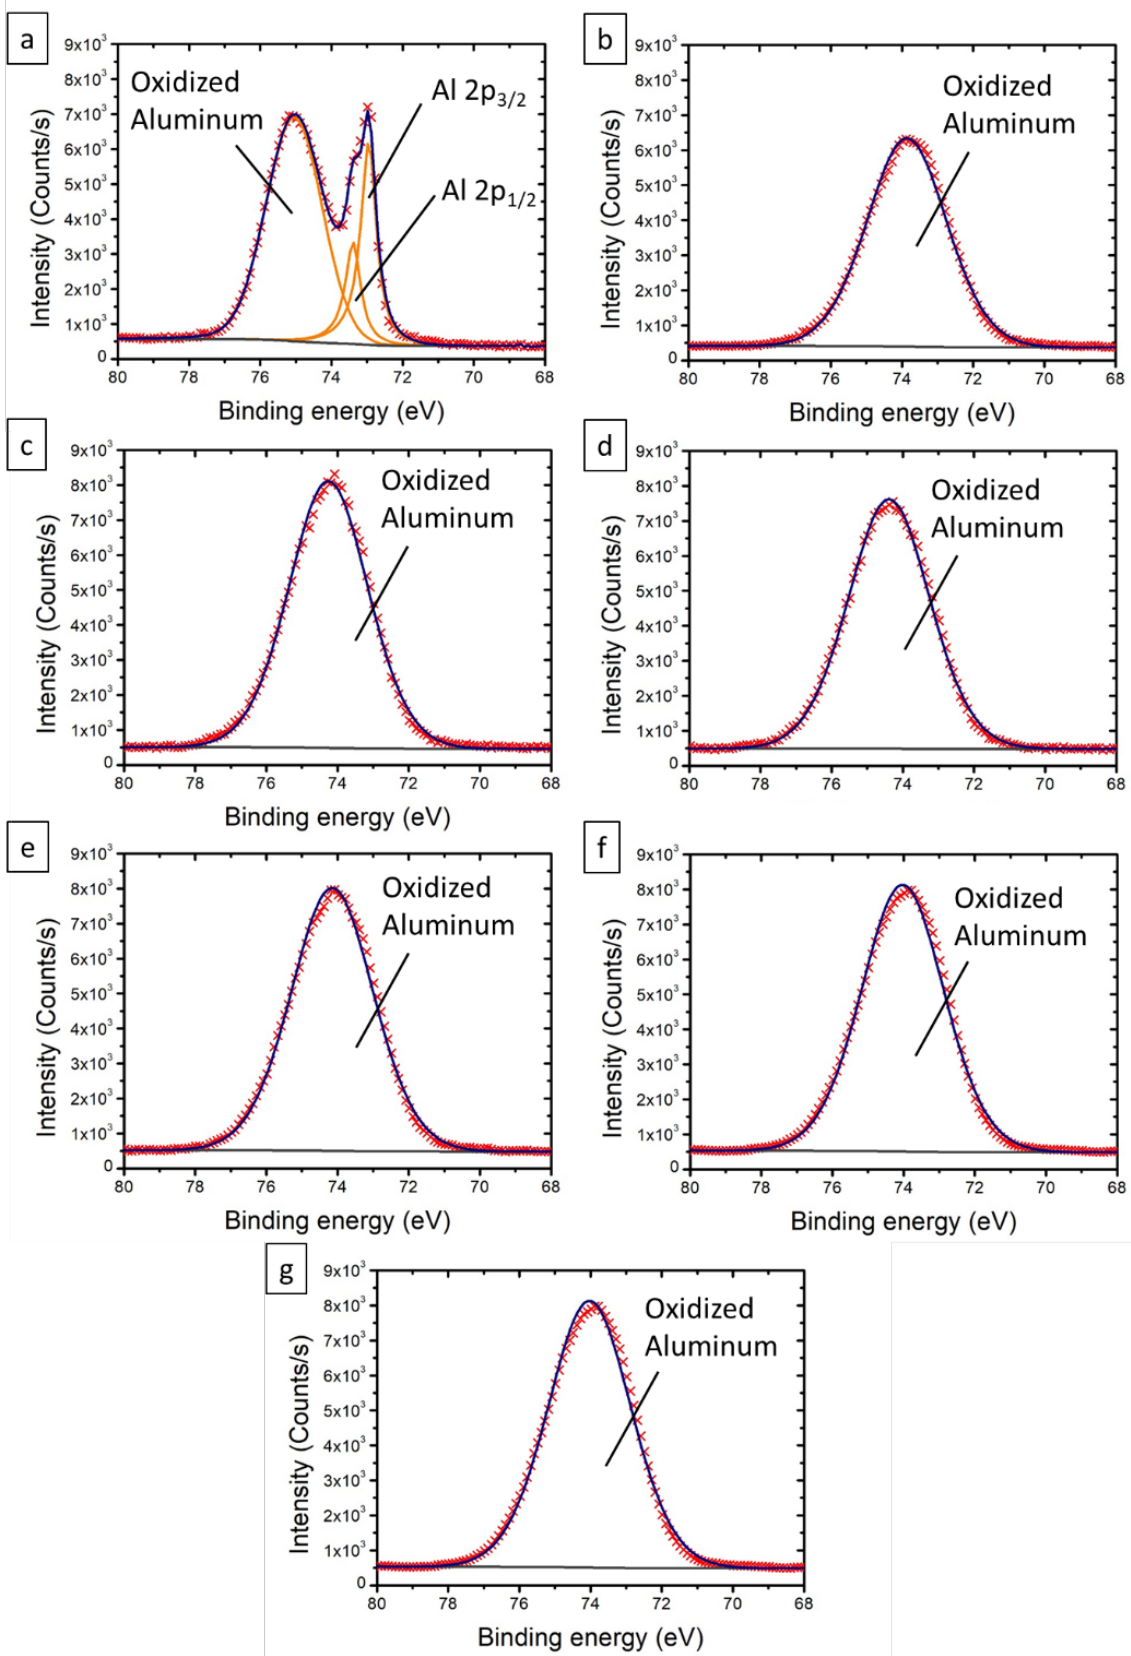 a
9x10³
8x10³
7x10³
6x10³
5x10³
4x10³
3x10³
2x10³
1x10³
0
Intensity (Counts/s)
Oxidized
Aluminum
Al 2p3/2
Al 2p1/2
80 78 76 75 72 70 68
Binding energy (eV)
b
9x10³
8x10³
7x10³
6x10³
5x10³
4x10³
3x10³
2x10³
1x10³
0
Intensity (Counts/s)
Oxidized
Aluminum
80 78 76 74 72 70 68
Binding energy (eV)
c
9x10³
8x10³
7x10³
6x10³
5x10³
4x10³
3x10³
2x10³
1x10³
0
Intensity (Counts/s)
Oxidized
Aluminum
80 78 76 74 72 70 68
Binding energy (eV)
d
9x10³
8x10³
7x10³
6x10³
5x10³
4x10³
3x10³
2x10³
1x10³
0
Intensity (Counts/s)
Oxidized
Aluminum
80 78 76 74 72 70 68
e
9x10³
8x10³
7x10³
6x10³
5x10³
4x10³
3x10³
2x10³
1x10³
0
Intensity (Counts/s)
Oxidized
Aluminum
80 78 76 74 72 70 68
Binding energy (eV)
f
9x10³
8x10³
7x10³
6x10³
5x10³
4x10³
3x10³
2x10³
1x10³
0
Intensity (Counts/s)
Oxidized
Aluminum
80 78 76 74 72 70 68
Binding energy (eV)
g
9x10³
8x10³
7x10³
6x10³
5x10³
4x10³
3x10³
2x10³
1x10³
0
Intensity (Counts/s)
Oxidized
Aluminum
80 78 76 74 72 70 68
Binding energy (eV)